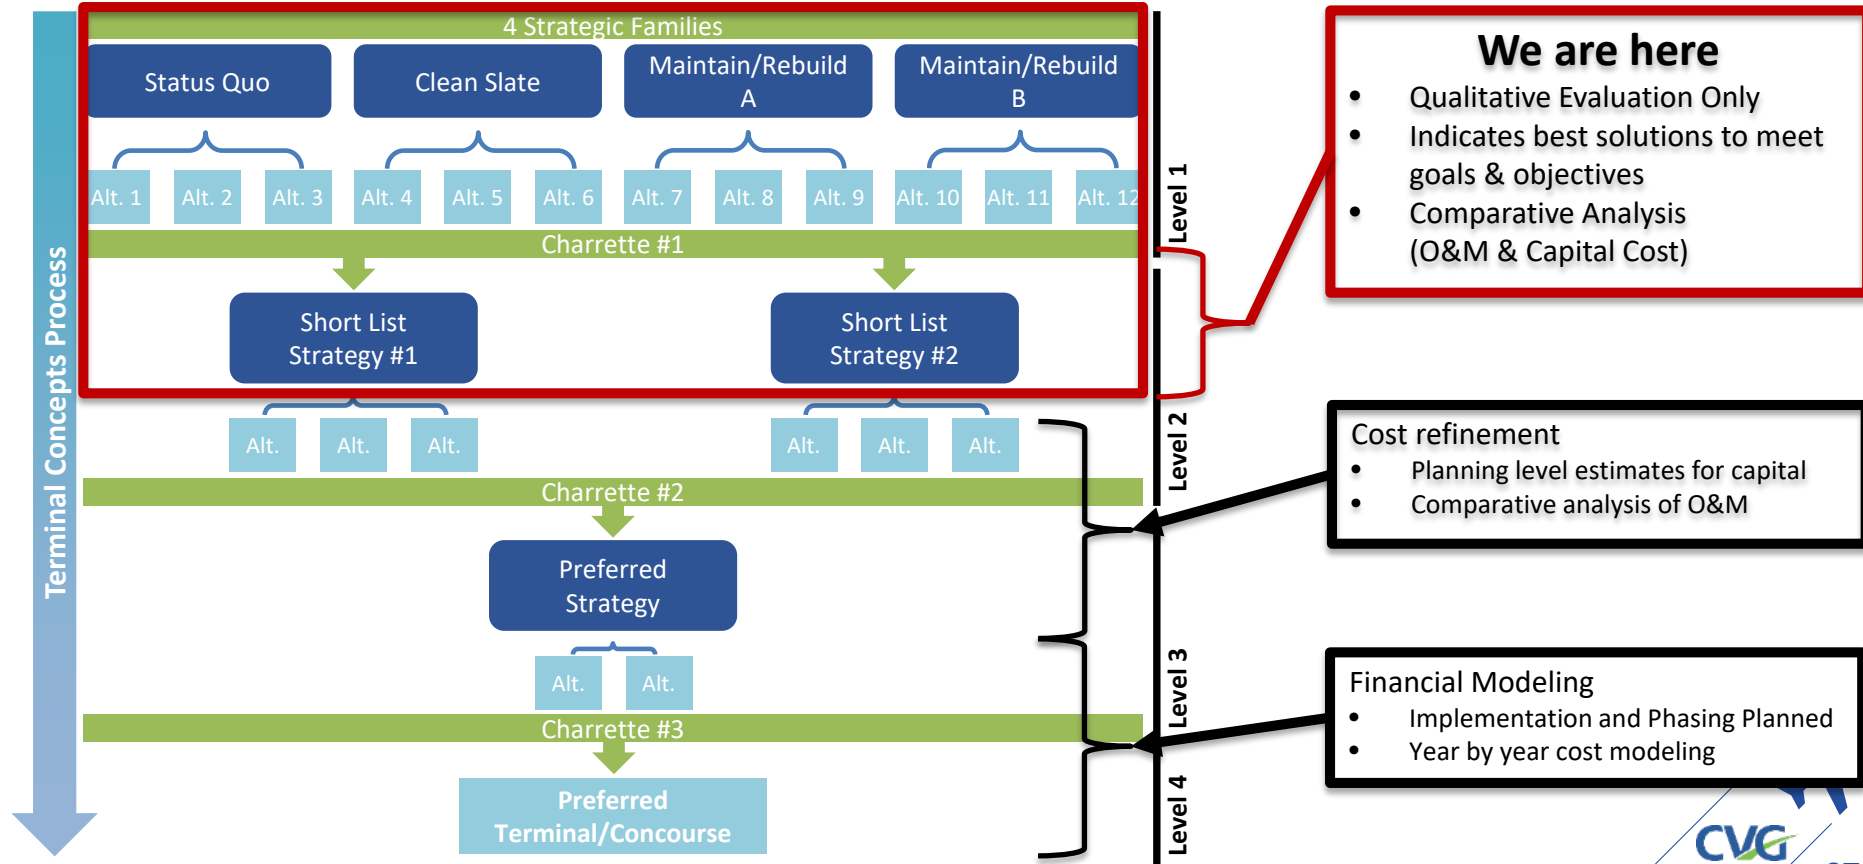 4 Strategic Families
Status Quo
Clean Slate
Maintain/Rebuild
A
Maintain/Rebuild
B
Alt. 1
Alt. 2
Alt. 3
Alt. 4
Alt. 5
Alt. 6
Alt. 7
Alt. 8
Alt. 9
Alt. 10
Alt. 11
Alt. 12
Charrette #1
Short List
Strategy #1
Short List
Strategy #2
Alt.
Alt.
Alt.
Alt.
Alt.
Alt.
Charrette #2
Preferred
Strategy
Alt.
Alt.
Charrette #3
Preferred
Terminal/Concourse
Terminal Concepts Process
Level 1
Level 2
Level 3
Level 4
We are here
• Qualitative Evaluation Only
• Indicates best solutions to meet
goals & objectives
• Comparative Analysis
(O&M & Capital Cost)
Cost refinement
• Planning level estimates for capital
• Comparative analysis of O&M
Financial Modeling
• Implementation and Phasing Planned
• Year by year cost modeling
CVG